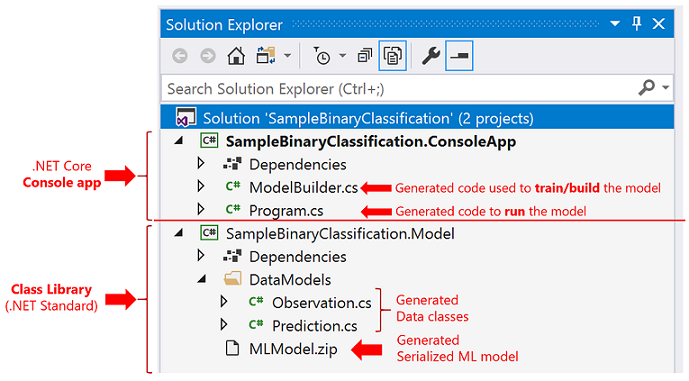 Solution Explorer
Search Solution Explorer (Ctrl+;)
Solution 'SampleBinaryClassification' (2 projects)
C# SampleBinaryClassification.ConsoleApp
.NET Core
Console app
Dependencies
C# ModelBuilder.cs Generated code used to train/build the model
C# Program.cs Generated code to run the model
C# SampleBinaryClassification.Model
Dependencies
Class Library
(.NET Standard)
DataModels
C# Observation.cs
C# Prediction.cs
Generated
Data classes
MLModel.zip
Generated
Serialized ML model